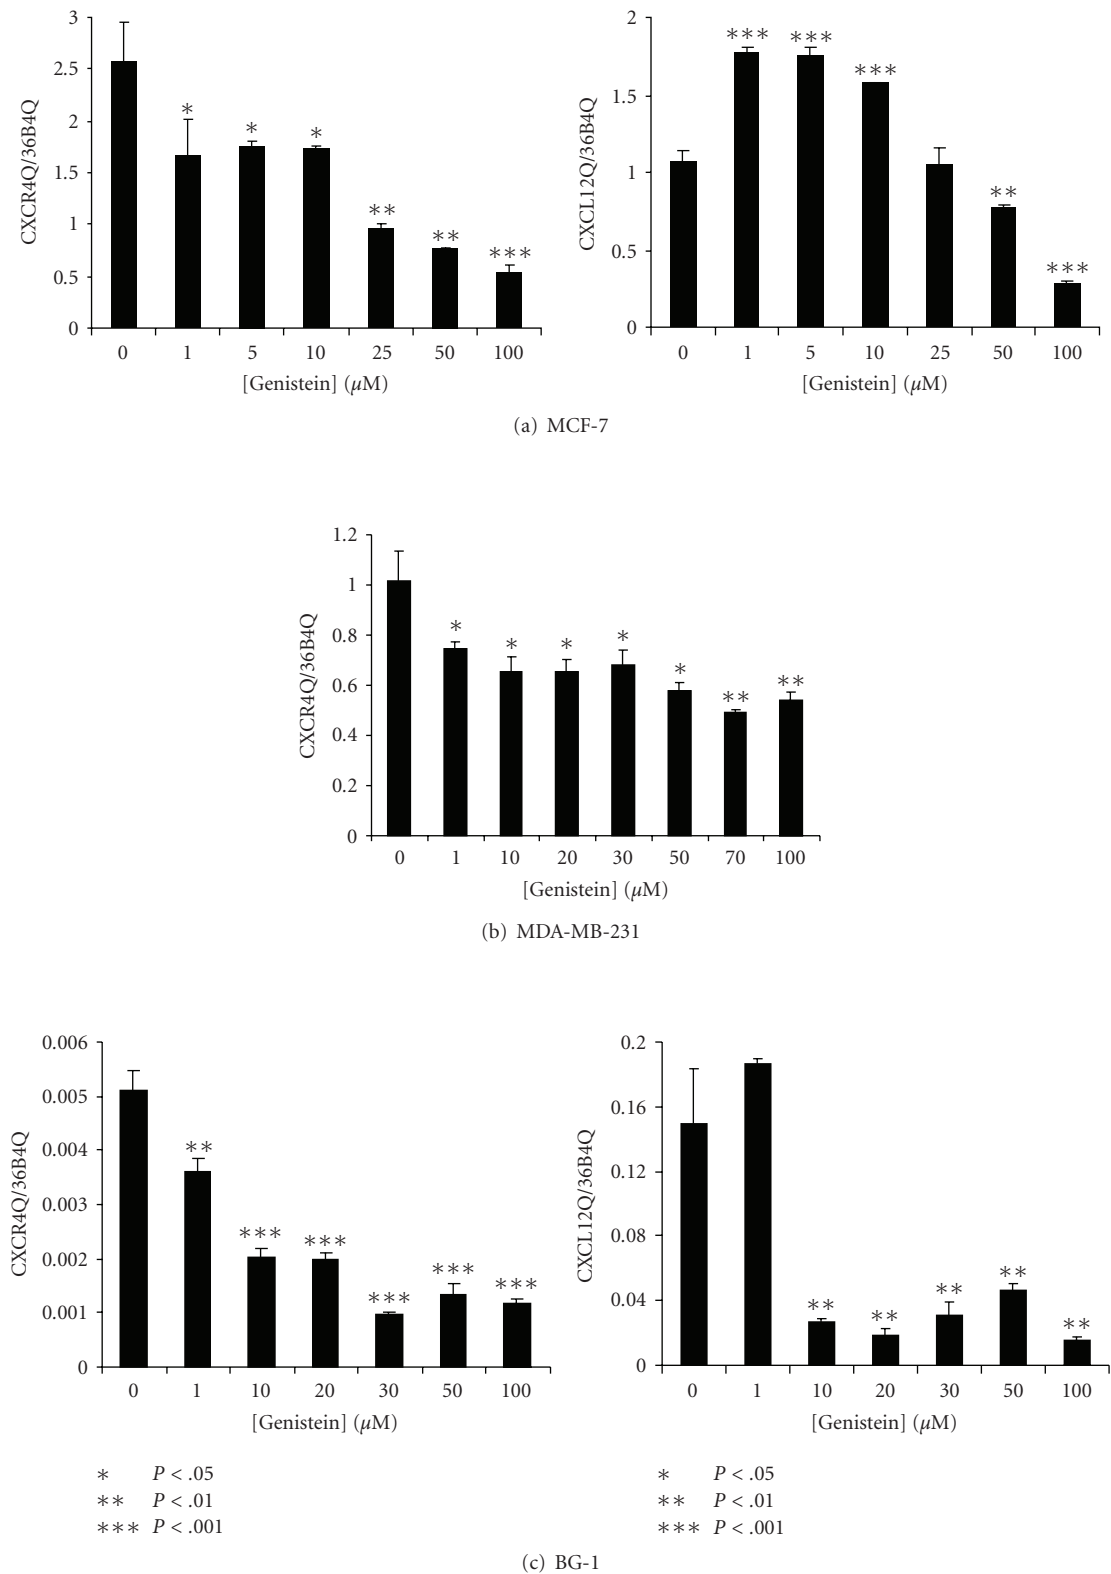 3
2.5
2
1.5
1
0.5
0
CXCR4Q/36B4Q
*
*
*
**
**
***
0 1 5 10 25 50 100
[Genistein] (μM)
2
1.5
1
0.5
0
CXCL12Q/36B4Q
***
***
***
**
***
0 1 5 10 25 50 100
[Genistein] (μM)
(a) MCF-7
1.2
1
0.8
0.6
0.4
0.2
0
CXCR4Q/36B4Q
*
*
*
*
*
**
**
0 1 10 20 30 50 70 100
[Genistein] (μM)
(b) MDA-MB-231
0.006
0.005
0.004
0.003
0.002
0.001
0
CXCR4Q/36B4Q
**
***
***
***
***
***
0 1 10 20 30 50 100
[Genistein] (μM)
* P < .05
** P < .01
*** P < .001
0.2
0.16
0.12
0.08
0.04
0
CXCL12Q/36B4Q
**
**
**
**
**
0 1 10 20 30 50 100
[Genistein] (μM)
* P < .05
** P < .01
*** P < .001
(c) BG-1